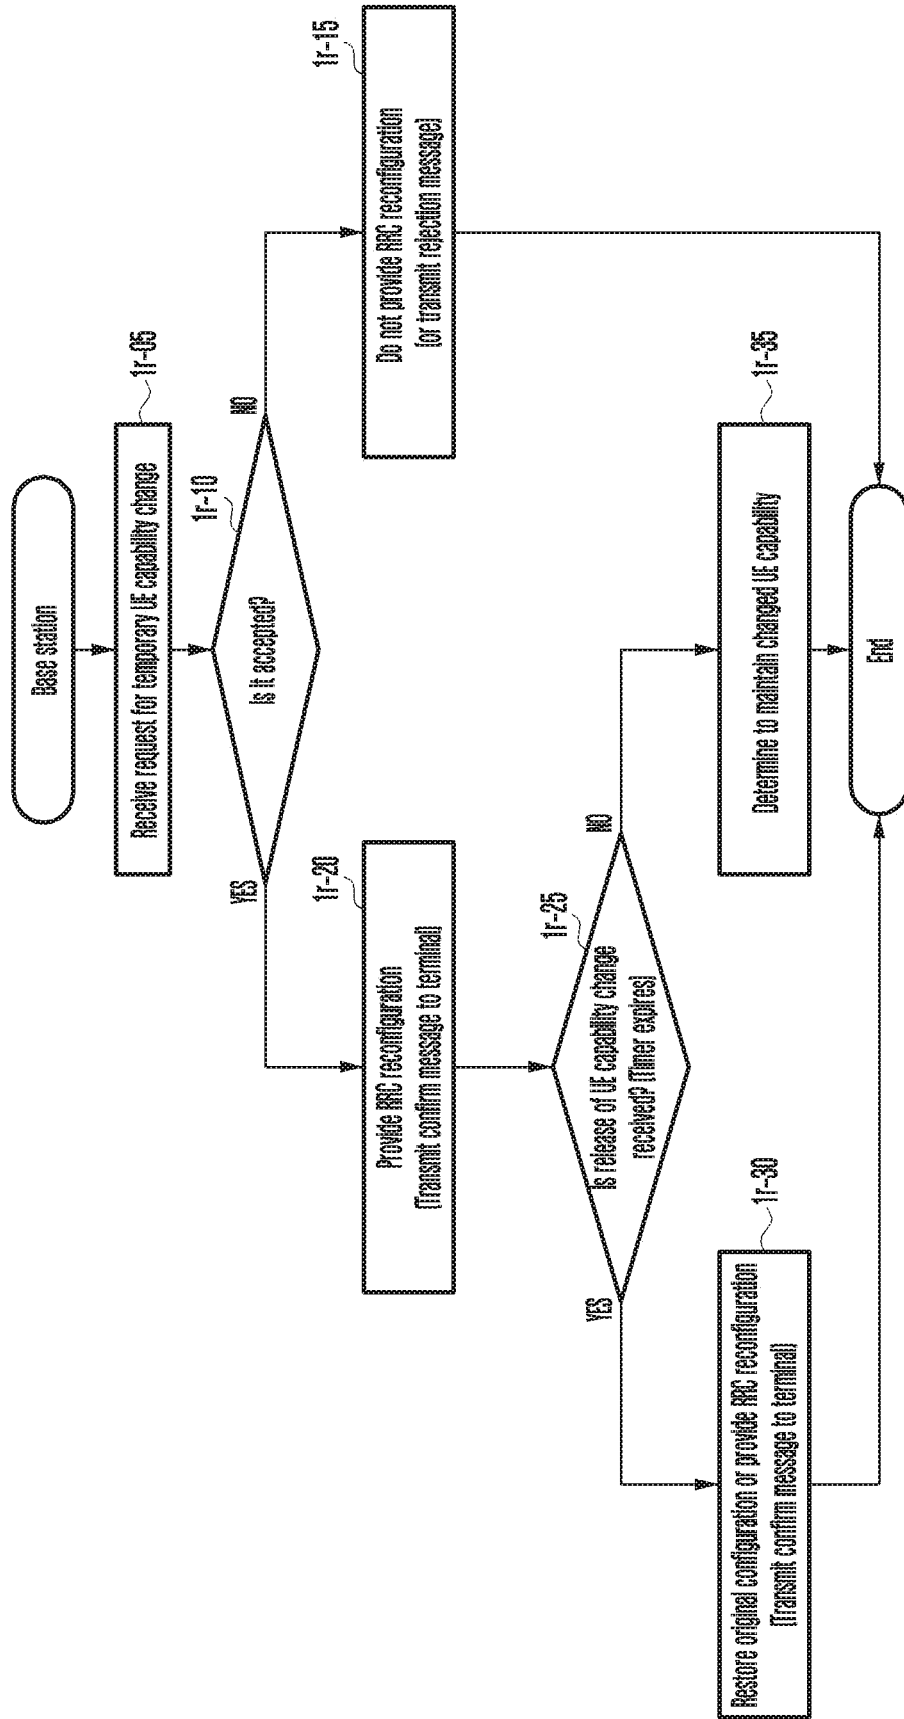 Base station
Receive request for temporary UE capability change
1r-05
Is it accepted?
1r-10
YES
NO
Provide RRC reconfiguration
(Transmit confirm message to terminal)
1r-20
Do not provide RRC reconfiguration
(or transmit rejection message)
1r-15
Is release of UE capability change
received? (Timer expires)
1r-25
YES
NO
Restore original configuration or provide RRC reconfiguration
(Transmit confirm message to terminal)
1r-30
Determine to maintain changed UE capability
1r-35
End